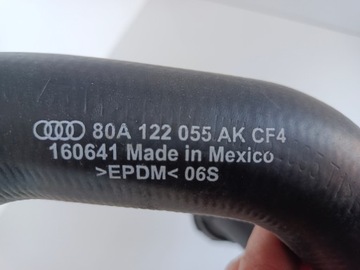 80A 122 055 AK CF4
160641 Made in Mexico
>EPDM< 06S